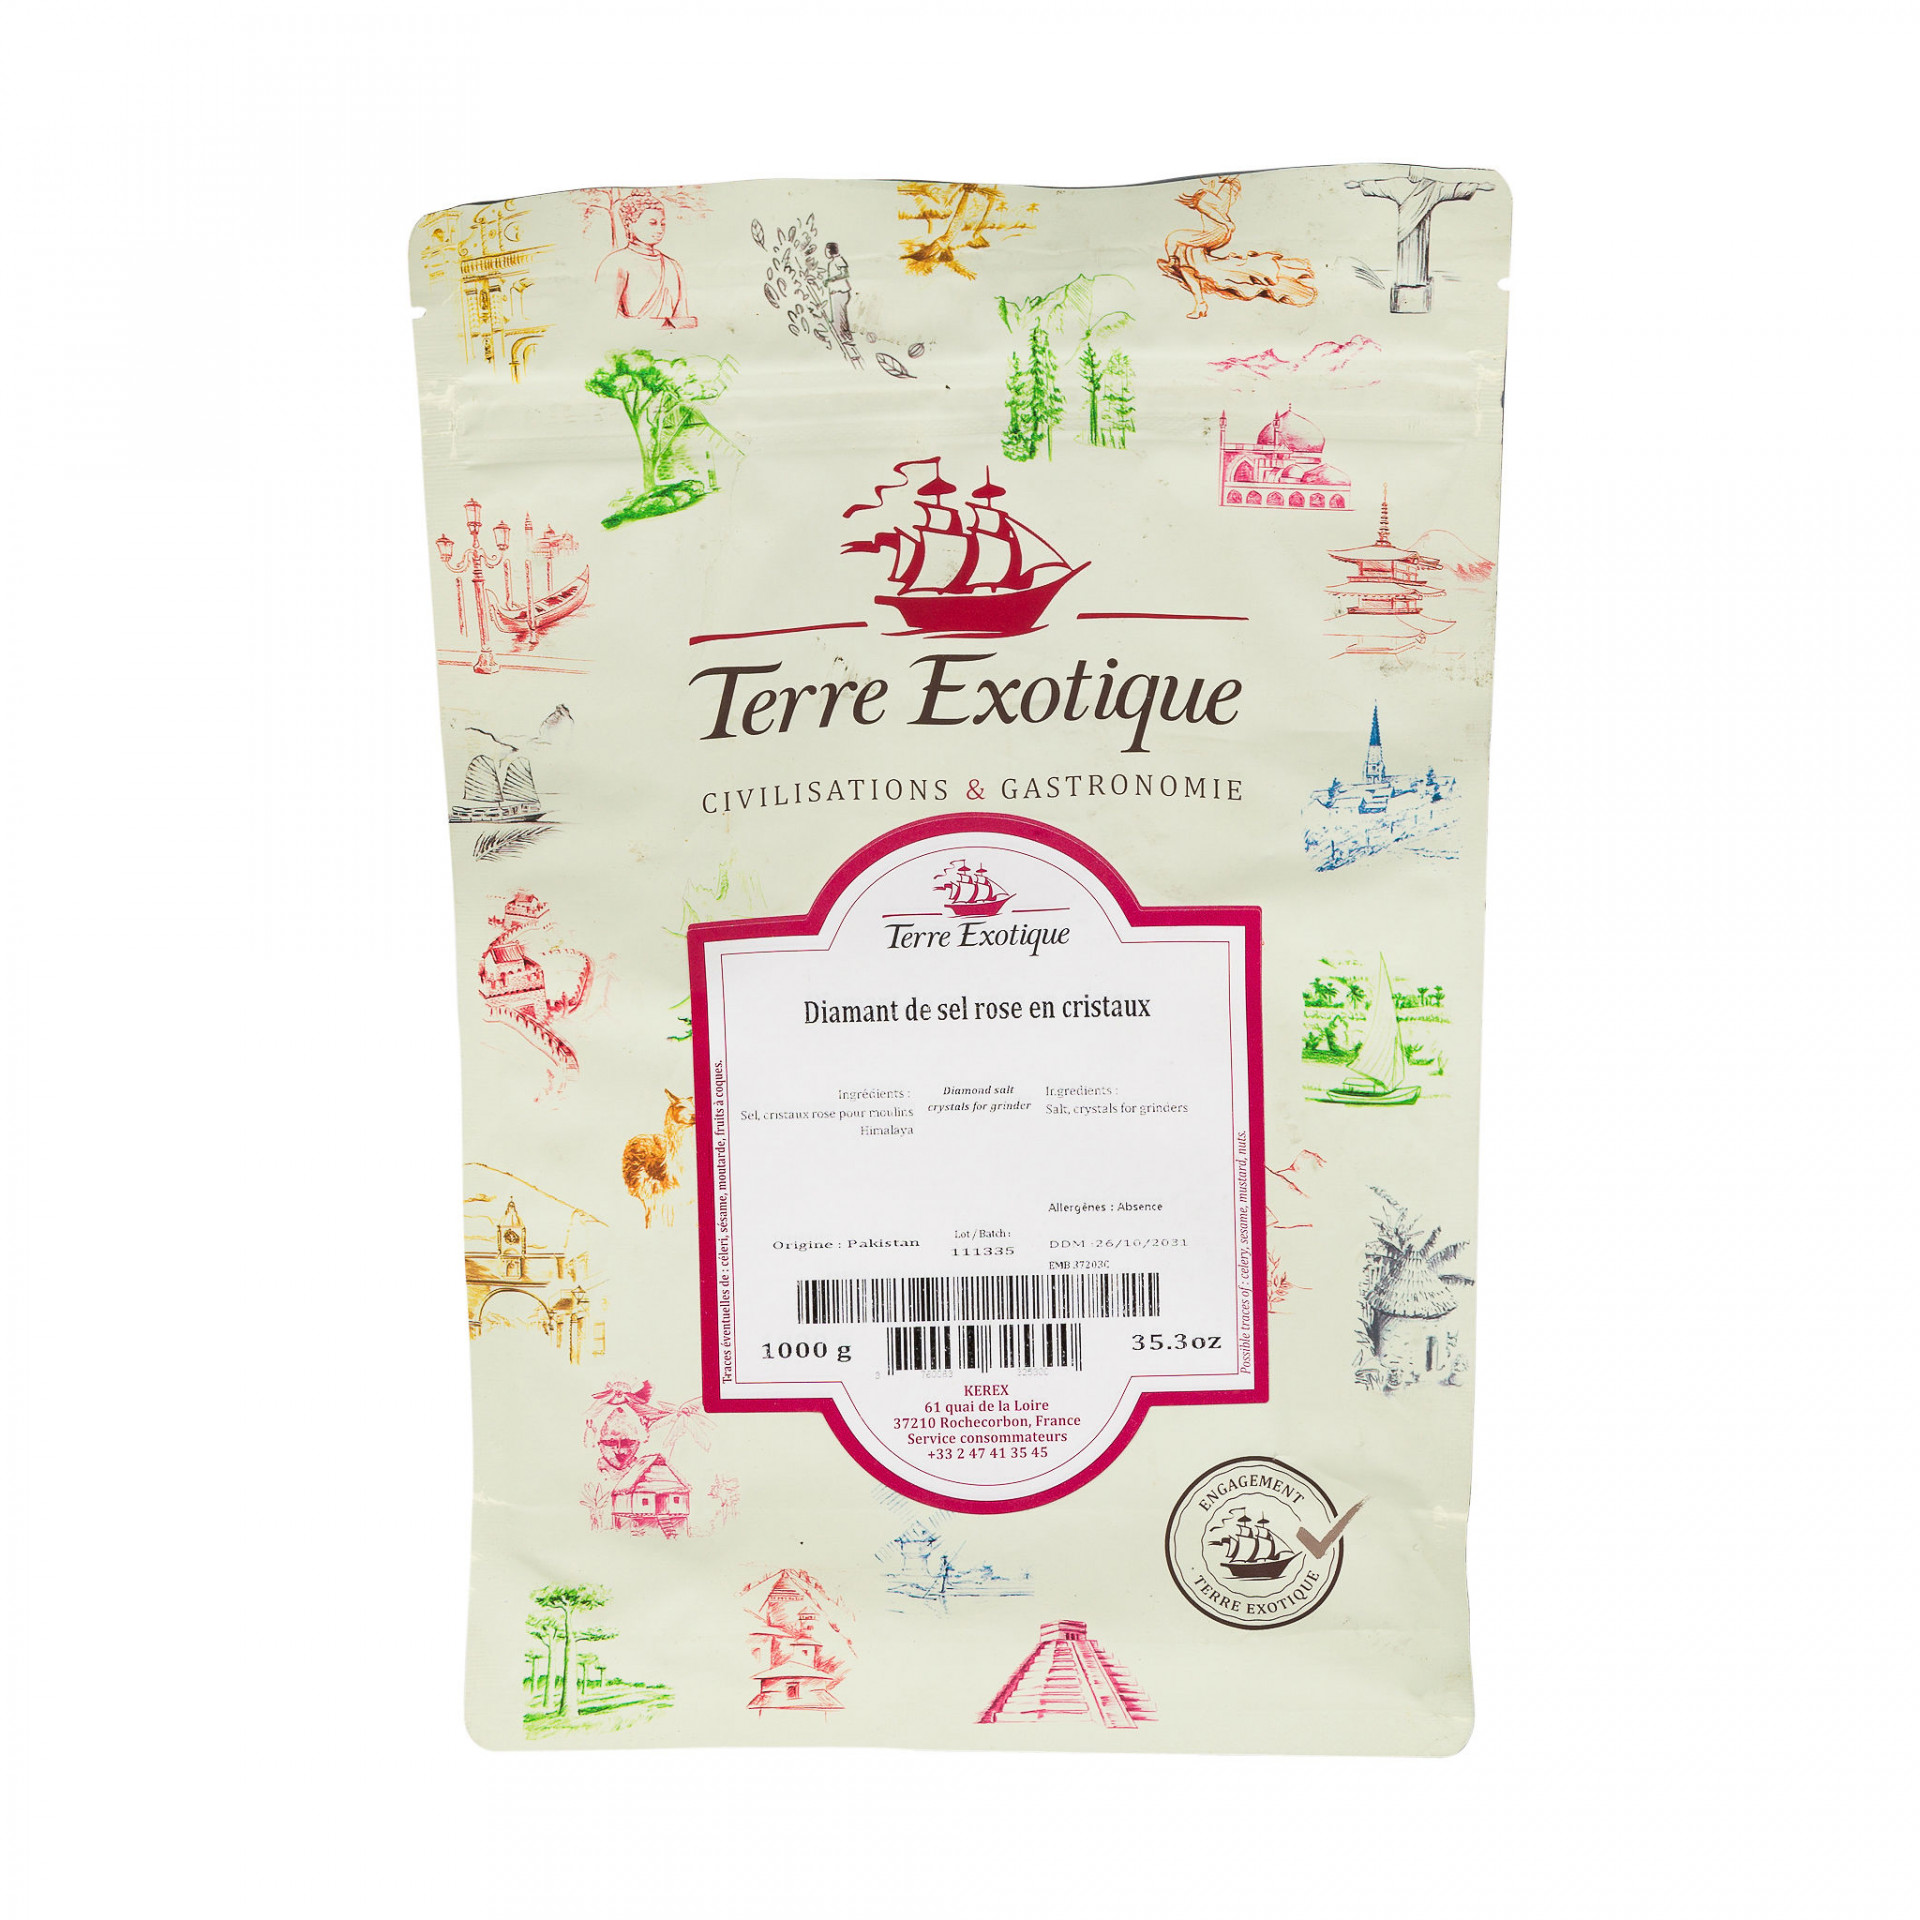 Terre Exotique
CIVILISATIONS & GASTRONOMIE
Terre Exotique
Diamant de sel rose en cristaux
Ingrédients :
Sel, cristaux rose pour moulins
Himalaya
Diamond salt
crystals for grinder
Ingredients :
Salt, crystals for grinders
Allergènes : Absence
Origine : Pakistan
Lot / Batch :
111335
DDM :26/10/2031
EMB 37203C
1000 g
35.3oz
KEREX
61 quai de la Loire
37210 Rochecorbon, France
Service consommateurs
+33 2 47 41 35 45
Traces éventuelles de : céleri, sésame, moutarde, fruits à coques.
Possible traces of : celery, sesame, mustard, nuts.
ENGAGEMENT
TERRE EXOTIQUE